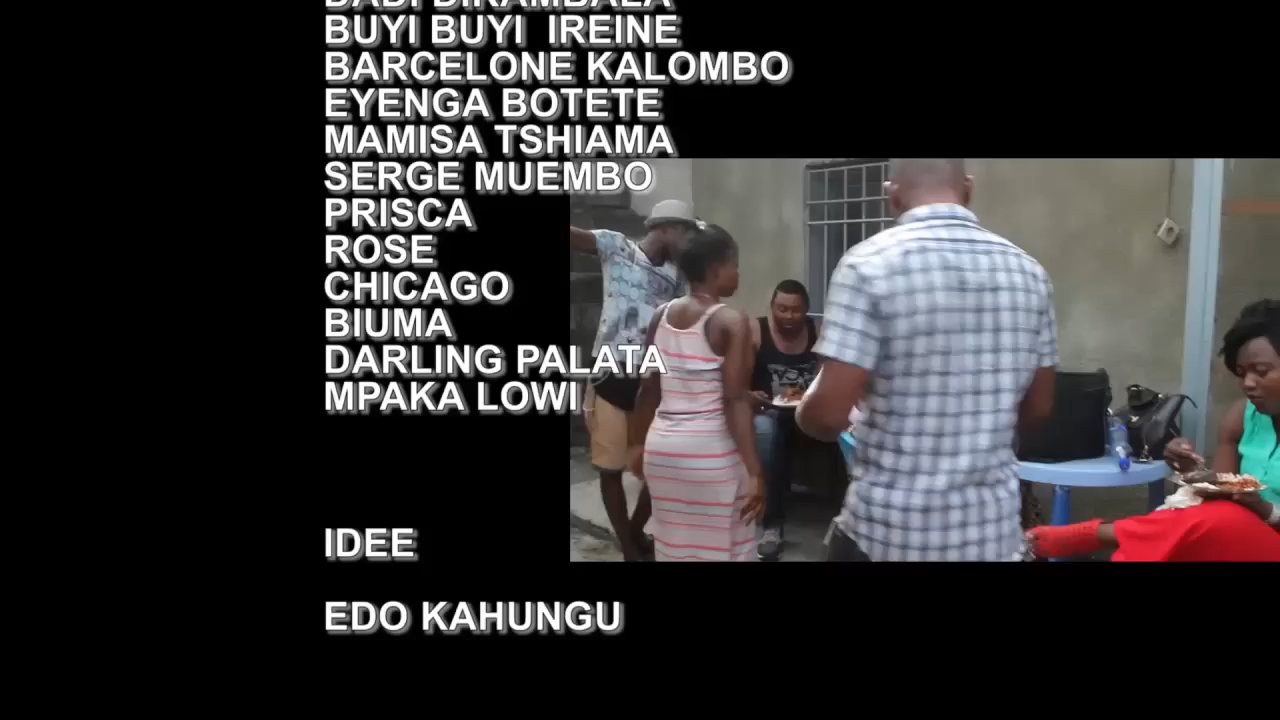 BUYI BUYI IREINE
BARCELONE KALOMBO
EYENGA BOTETE
MAMISA TSHIAMA
SERGE MUEMBO
PRISCA
ROSE
CHICAGO
BIUMA
DARLING PALATA
MPAKA LOWI
IDEE
EDO KAHUNGU